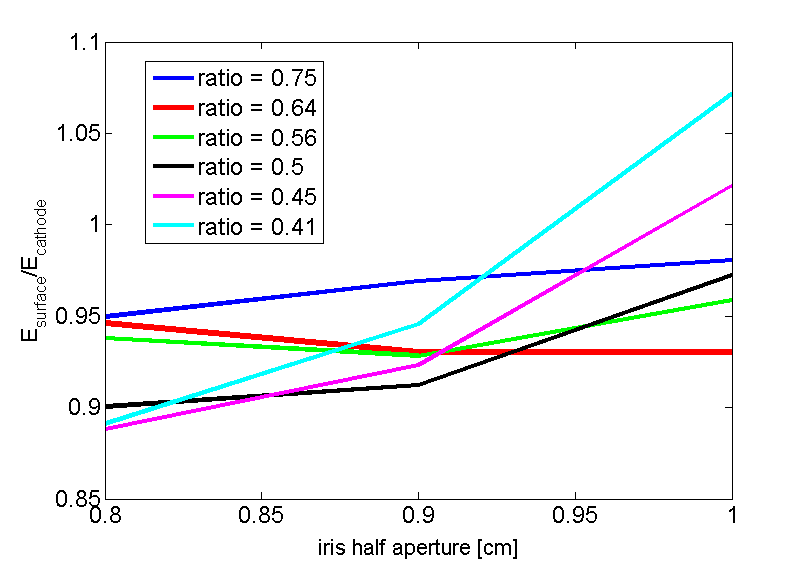 1.1
1.05
1
0.95
0.9
0.85
E_surface/E_cathode
ratio = 0.75
ratio = 0.64
ratio = 0.56
ratio = 0.5
ratio = 0.45
ratio = 0.41
0.8
0.85
0.9
0.95
1
iris half aperture [cm]